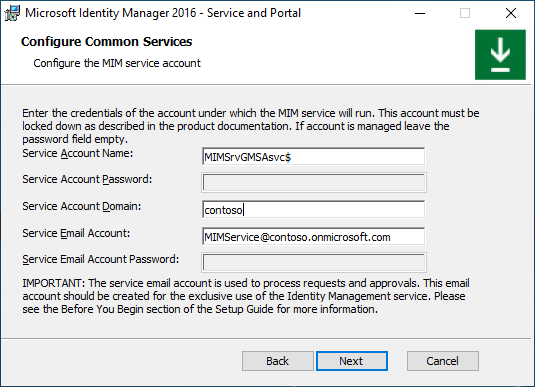 Microsoft Identity Manager 2016 - Service and Portal
Configure Common Services
Configure the MIM service account
Enter the credentials of the account under which the MIM service will run. This account must be
locked down as described in the product documentation. If account is managed leave the
password field empty.
Service Account Name: MIMSrvGMSAsvc$
Service Account Password:
Service Account Domain: contoso
Service Email Account: MIMService@contoso.onmicrosoft.com
Service Email Account Password:
IMPORTANT: The service email account is used to process requests and approvals. This email
account should be created for the exclusive use of the Identity Management service. Please
see the Before You Begin section of the Setup Guide for more information.
Back Next Cancel